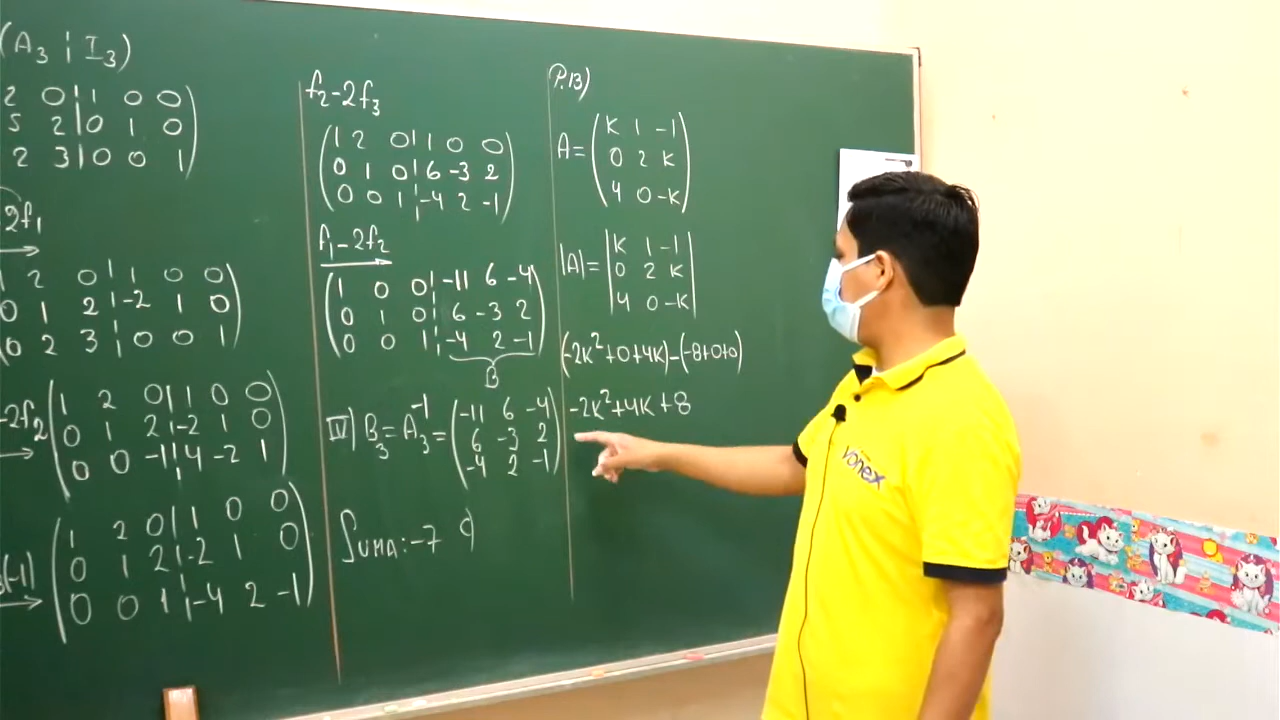 (A₃ ¦ I₃)
2 0 ¦ 1 0 0
5 2 | 0 1 0
2 3 | 0 0 1
2f₁
1 2 0 ¦ 1 0 0
0 1 2 ¦ -2 1 0
0 2 3 ¦ 0 0 1
-2f₂
1 2 0 ¦ 1 0 0
0 1 2 ¦ -2 1 0
0 0 -1 ¦ 4 -2 1
(-1)
1 2 0 ¦ 1 0 0
0 1 2 ¦ -2 1 0
0 0 1 ¦ -4 2 -1
f₂-2f₃
1 2 0 ¦ 1 0 0
0 1 0 ¦ 6 -3 2
0 0 1 ¦ -4 2 -1
f₁-2f₂
1 0 0 ¦ -11 6 -4
0 1 0 ¦ 6 -3 2
0 0 1 ¦ -4 2 -1
B
IV) B₃ = A₃⁻¹ =
-11 6 -4
6 -3 2
-4 2 -1
Suma: -7
P.13)
A =
K 1 -1
0 2 K
4 0 -K
|A| =
K 1 -1
0 2 K
4 0 -K
(-2K²+0+4K)-(-8+0+0)
-2K²+4K+8
vonex